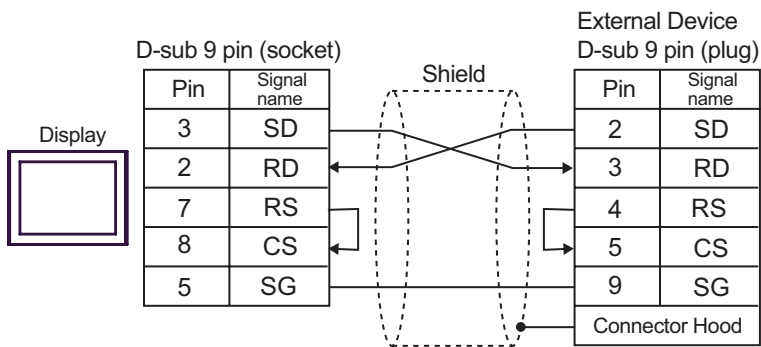 External Device
D-sub 9 pin (socket)
D-sub 9 pin (plug)
Shield
Pin Signal name
Pin Signal name
Display
3 SD
2 SD
2 RD
3 RD
7 RS
4 RS
8 CS
5 CS
5 SG
9 SG
Connector Hood